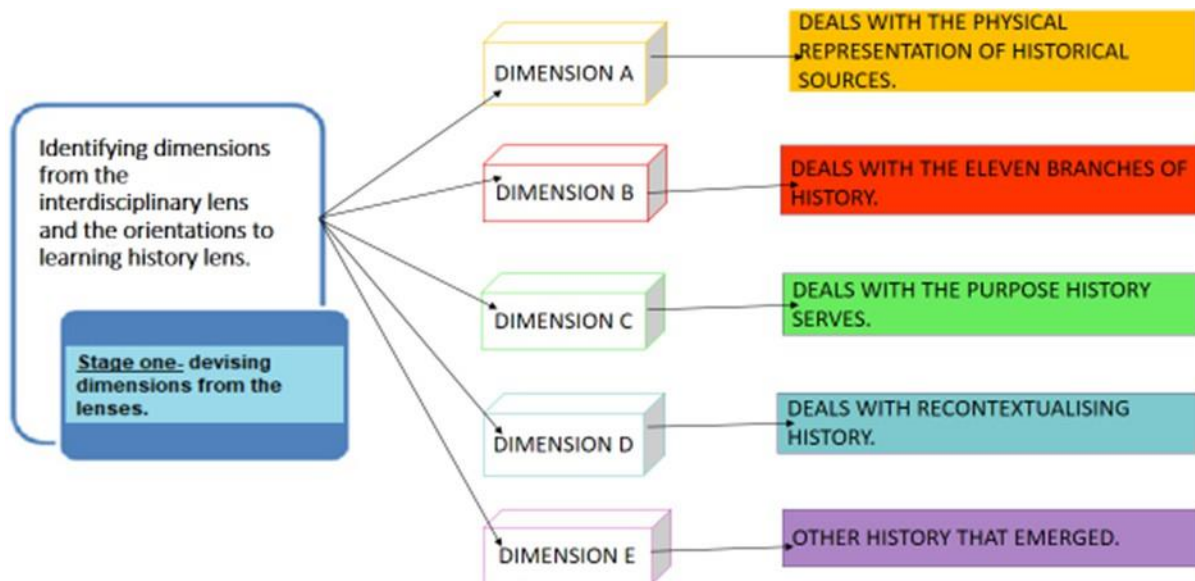 Identifying dimensions
from the
interdisciplinary lens
and the orientations to
learning history lens.
Stage one- devising
dimensions from the
lenses.
DIMENSION A
DEALS WITH THE PHYSICAL
REPRESENTATION OF HISTORICAL
SOURCES.
DIMENSION B
DEALS WITH THE ELEVEN BRANCHES OF
HISTORY.
DIMENSION C
DEALS WITH THE PURPOSE HISTORY
SERVES.
DIMENSION D
DEALS WITH RECONTEXTUALISING
HISTORY.
DIMENSION E
OTHER HISTORY THAT EMERGED.